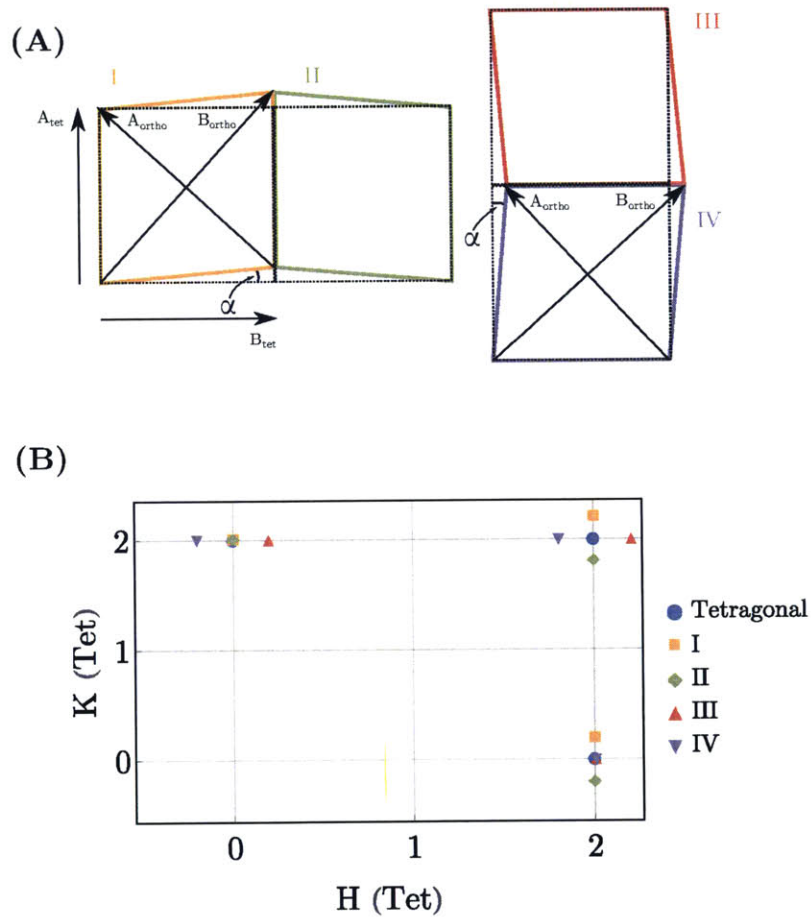 (A)
I
II
III
A_tet
A_ortho
B_ortho
A_ortho
B_ortho
IV
α
α
B_tet
(B)
2
1
0
K (Tet)
0
1
2
H (Tet)
Tetragonal
I
II
III
IV